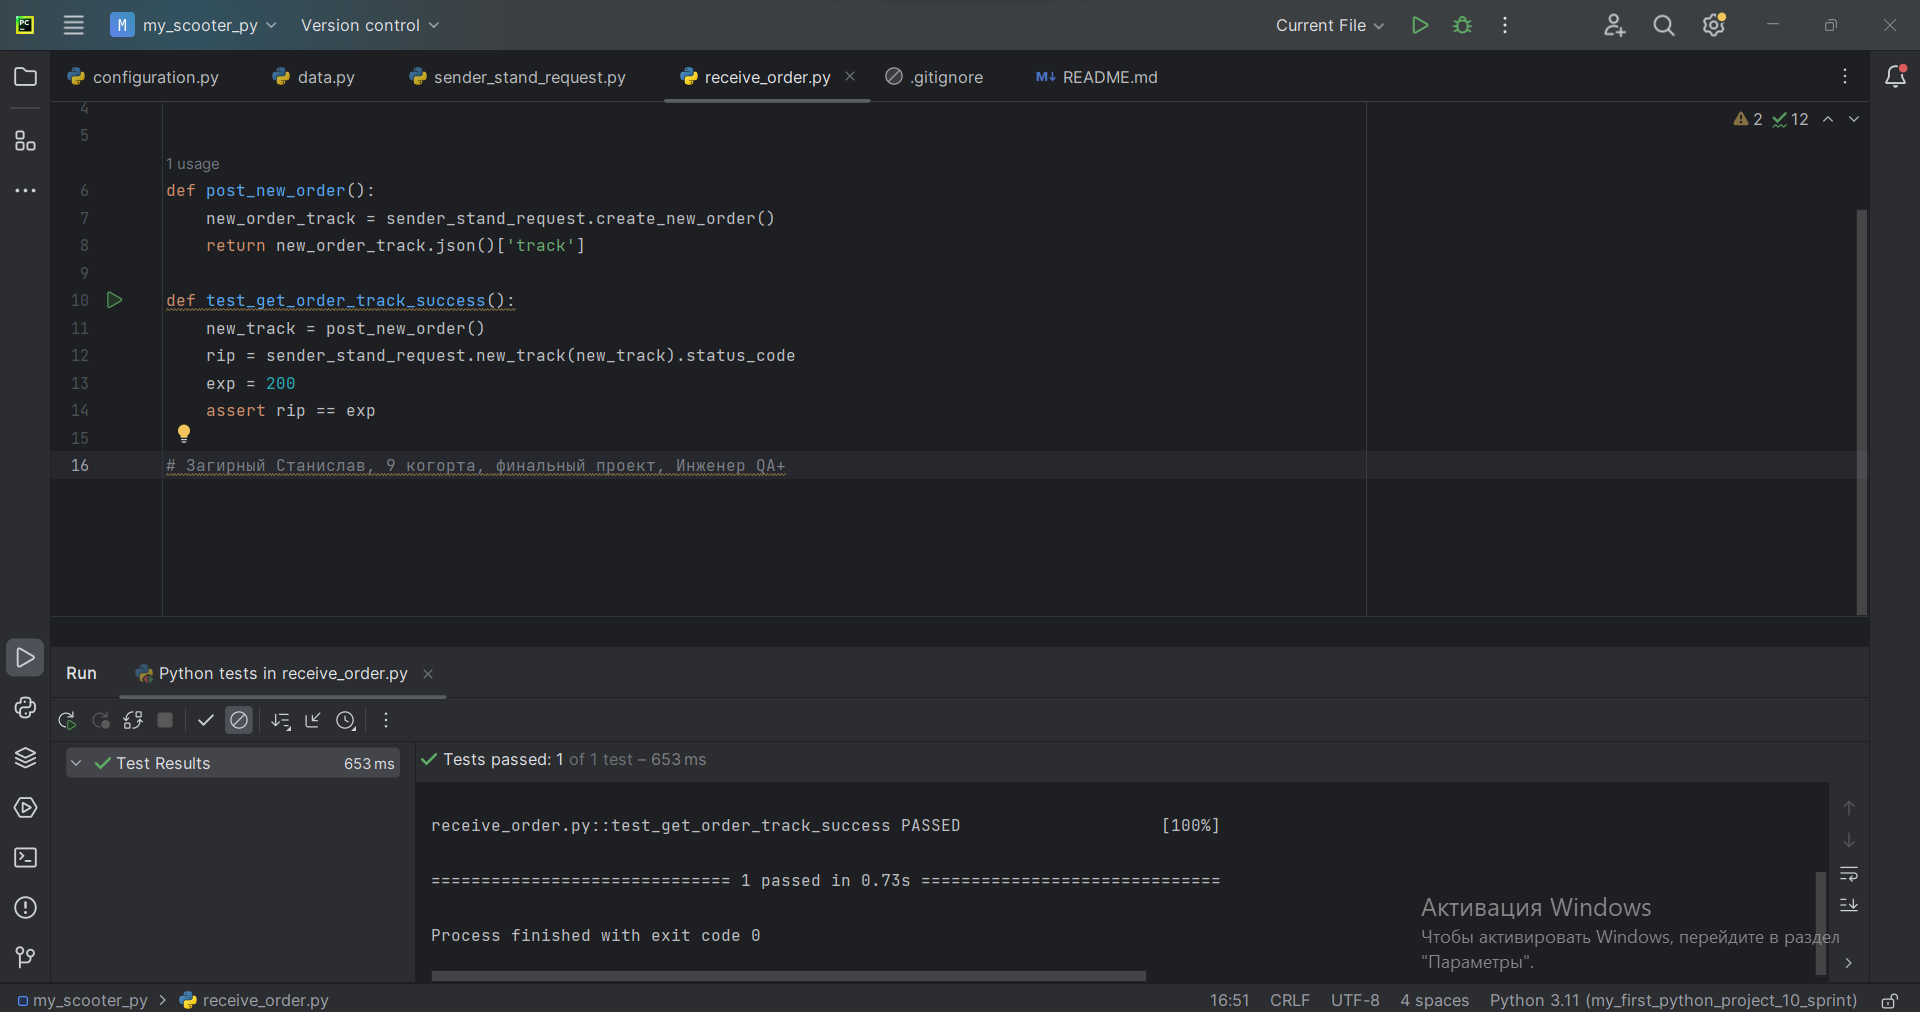 M my_scooter_py Version control Current File
configuration.py data.py sender_stand_request.py receive_order.py .gitignore M↓ README.md
4
5
2 12
1 usage
6 def post_new_order():
7 new_order_track = sender_stand_request.create_new_order()
8 return new_order_track.json()['track']
9
10 def test_get_order_track_success():
11 new_track = post_new_order()
12 rip = sender_stand_request.new_track(new_track).status_code
13 exp = 200
14 assert rip == exp
15
16 # Загирный Станислав, 9 когорта, финальный проект, Инженер QA+
Run Python tests in receive_order.py
Test Results 653 ms
Tests passed: 1 of 1 test – 653 ms
receive_order.py::test_get_order_track_success PASSED [100%]
============================== 1 passed in 0.73s ==============================
Process finished with exit code 0
Активация Windows
Чтобы активировать Windows, перейдите в раздел
"Параметры".
my_scooter_py > receive_order.py 16:51 CRLF UTF-8 4 spaces Python 3.11 (my_first_python_project_10_sprint)